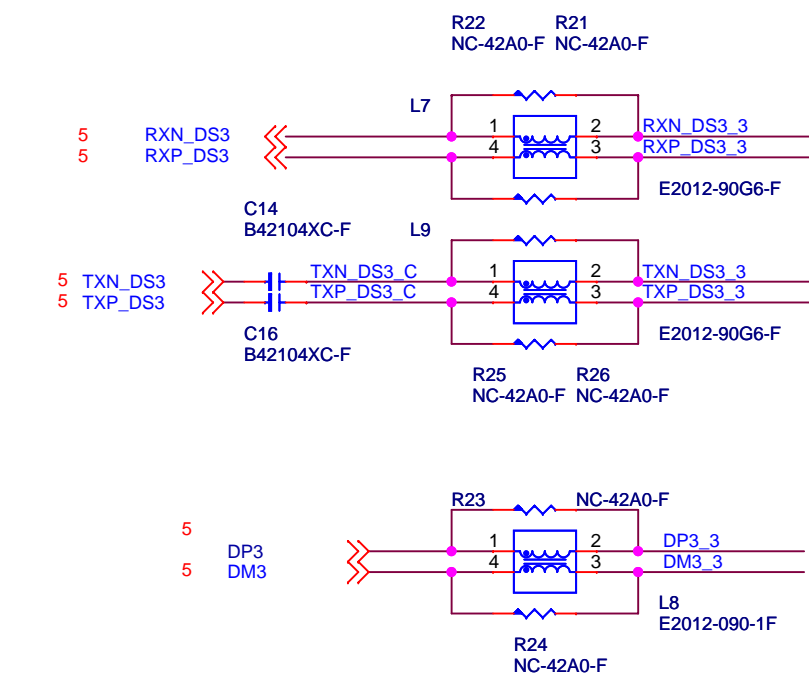 R22 R21
NC-42A0-F NC-42A0-F
L7
5 RXN_DS3 1 2 RXN_DS3_3
5 RXP_DS3 4 3 RXP_DS3_3
E2012-90G6-F
C14
B42104XC-F L9
5 TXN_DS3 TXN_DS3_C 1 2 TXN_DS3_3
5 TXP_DS3 TXP_DS3_C 4 3 TXP_DS3_3
C16 E2012-90G6-F
B42104XC-F
R25 R26
NC-42A0-F NC-42A0-F
R23 NC-42A0-F
5
DP3 1 2 DP3_3
5 DM3 4 3 DM3_3
L8
E2012-090-1F
R24
NC-42A0-F